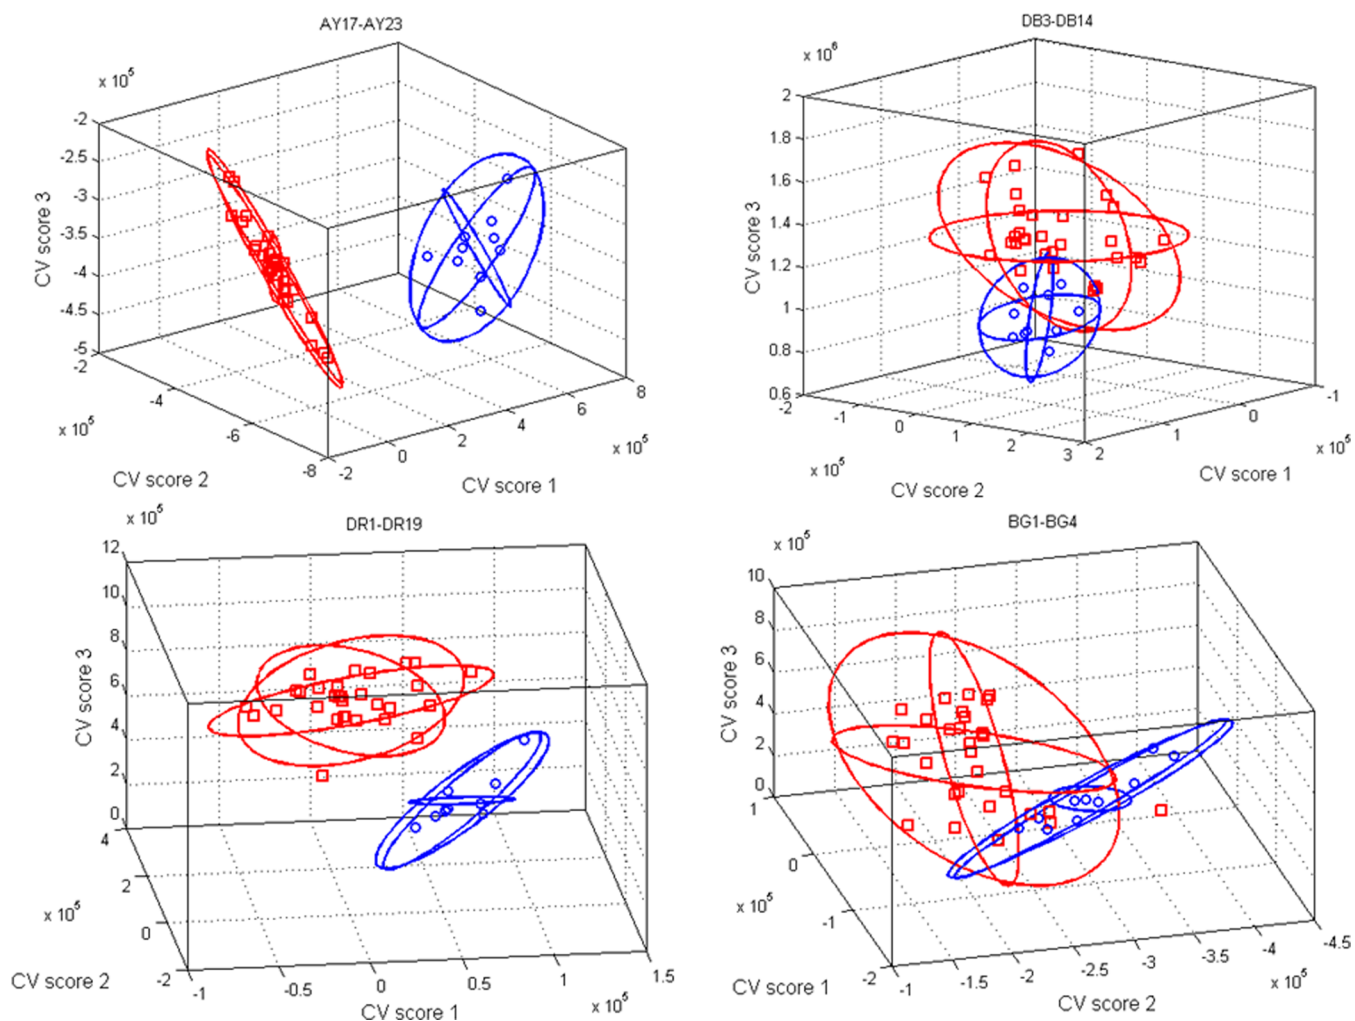 AY17-AY23
x 10^5
-2
-2.5
-3
-3.5
-4
-4.5
-5
CV score 3
-2
-4
-6
-8
x 10^5
CV score 2
-2
0
2
4
6
8
x 10^5
CV score 1
DB3-DB14
x 10^6
2
1.8
1.6
1.4
1.2
1
0.8
0.6
CV score 3
-2
-1
0
1
2
3
x 10^5
CV score 2
2
1
0
-1
x 10^5
CV score 1
DR1-DR19
x 10^5
12
10
8
6
4
2
0
CV score 3
4
2
0
-2
x 10^5
CV score 2
-1
-0.5
0
0.5
1
1.5
x 10^5
CV score 1
BG1-BG4
x 10^5
10
8
6
4
2
0
CV score 3
1
0
-1
-2
x 10^5
CV score 1
-1
-1.5
-2
-2.5
-3
-3.5
-4
-4.5
x 10^5
CV score 2